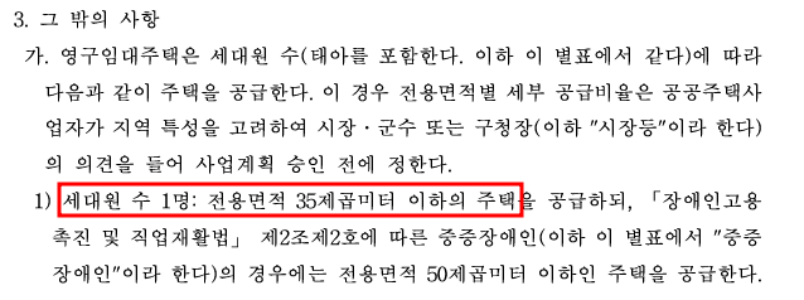 3. 그 밖의 사항
가. 영구임대주택은 세대원 수(태아를 포함한다. 이하 이 별표에서 같다)에 따라
다음과 같이 주택을 공급한다. 이 경우 전용면적별 세부 공급비율은 공공주택사
업자가 지역 특성을 고려하여 시장ㆍ군수 또는 구청장(이하 "시장등"이라 한다)
의 의견을 들어 사업계획 승인 전에 정한다.
1) 세대원 수 1명: 전용면적 35제곱미터 이하의 주택을 공급하되, 「장애인고용
촉진 및 직업재활법」 제2조제2호에 따른 중증장애인(이하 이 별표에서 "중증
장애인"이라 한다)의 경우에는 전용면적 50제곱미터 이하인 주택을 공급한다.